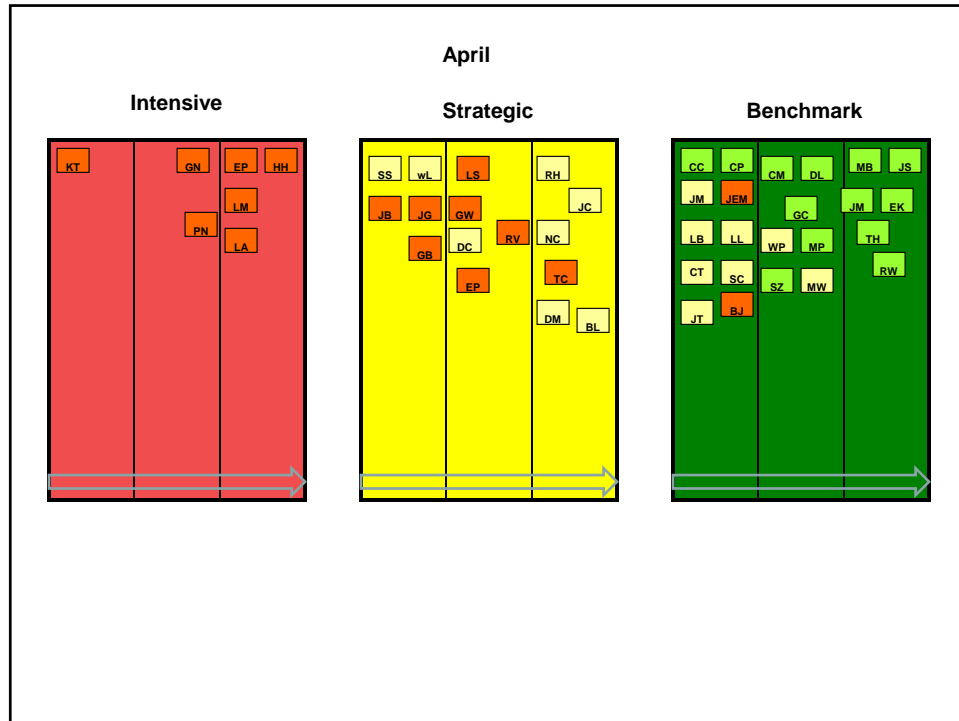 April
Intensive
Strategic
Benchmark
KT
GN
EP HH
LM
PN
LA
SS wL
LS
RH
JC
JB JG
GW
RV
NC
GB
DC
TC
EP
DM
BL
CC CP
CM DL
MB JS
JM JEM
GC
JM EK
LB LL
WP MP
TH
CT SC
SZ MW
RW
JT BJ